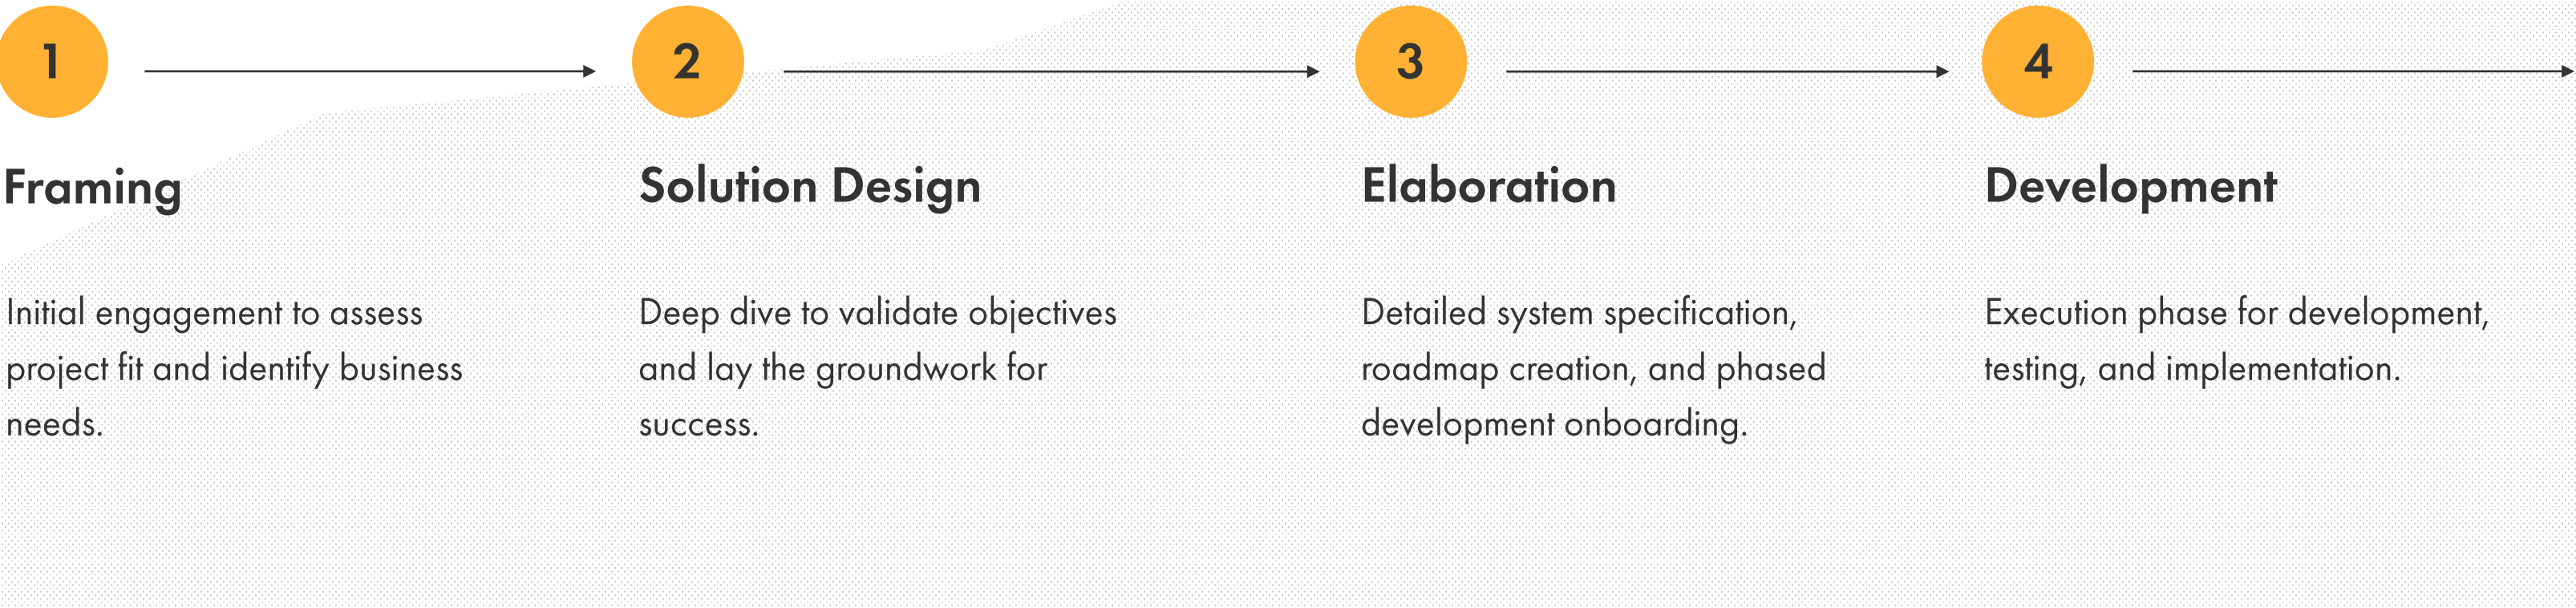 1
Framing
Initial engagement to assess
project fit and identify business
needs.
2
Solution Design
Deep dive to validate objectives
and lay the groundwork for
success.
3
Elaboration
Detailed system specification,
roadmap creation, and phased
development onboarding.
4
Development
Execution phase for development,
testing, and implementation.